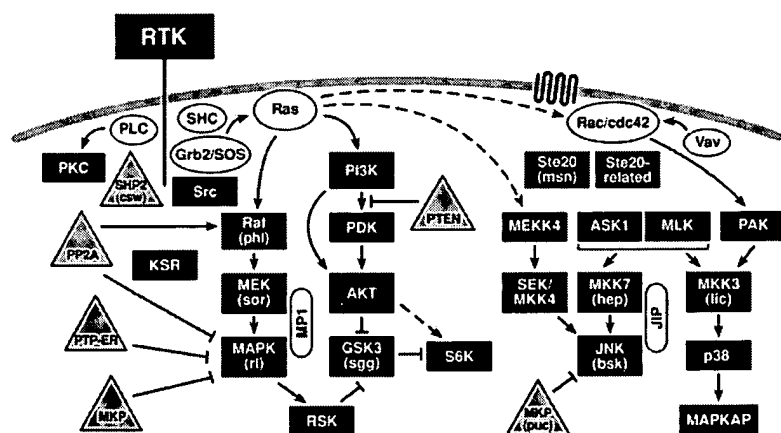 RTK
PLC
PKC
SHP2
(csw)
SHC
Grb2/SOS
Src
Ras
Rac/cdc42
Vav
Ste20
(msn)
Ste20-
related
PI3K
PTEN
PP2A
KSR
Raf
(phl)
PDK
MEKK4
ASK1
MLK
PAK
MEK
(sor)
MP1
AKT
SEK/
MKK4
MKK7
(hep)
JIP
MKK3
(lic)
PTP-ER
MAPK
(rl)
GSK3
(sgg)
S6K
JNK
(bsk)
p38
MKP
RSK
MKP
(puc)
MAPKAP